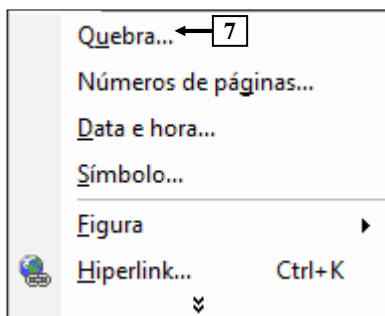 Quebra... 7
Números de páginas...
Data e hora...
Símbolo...
Figura
Hiperlink... Ctrl+K